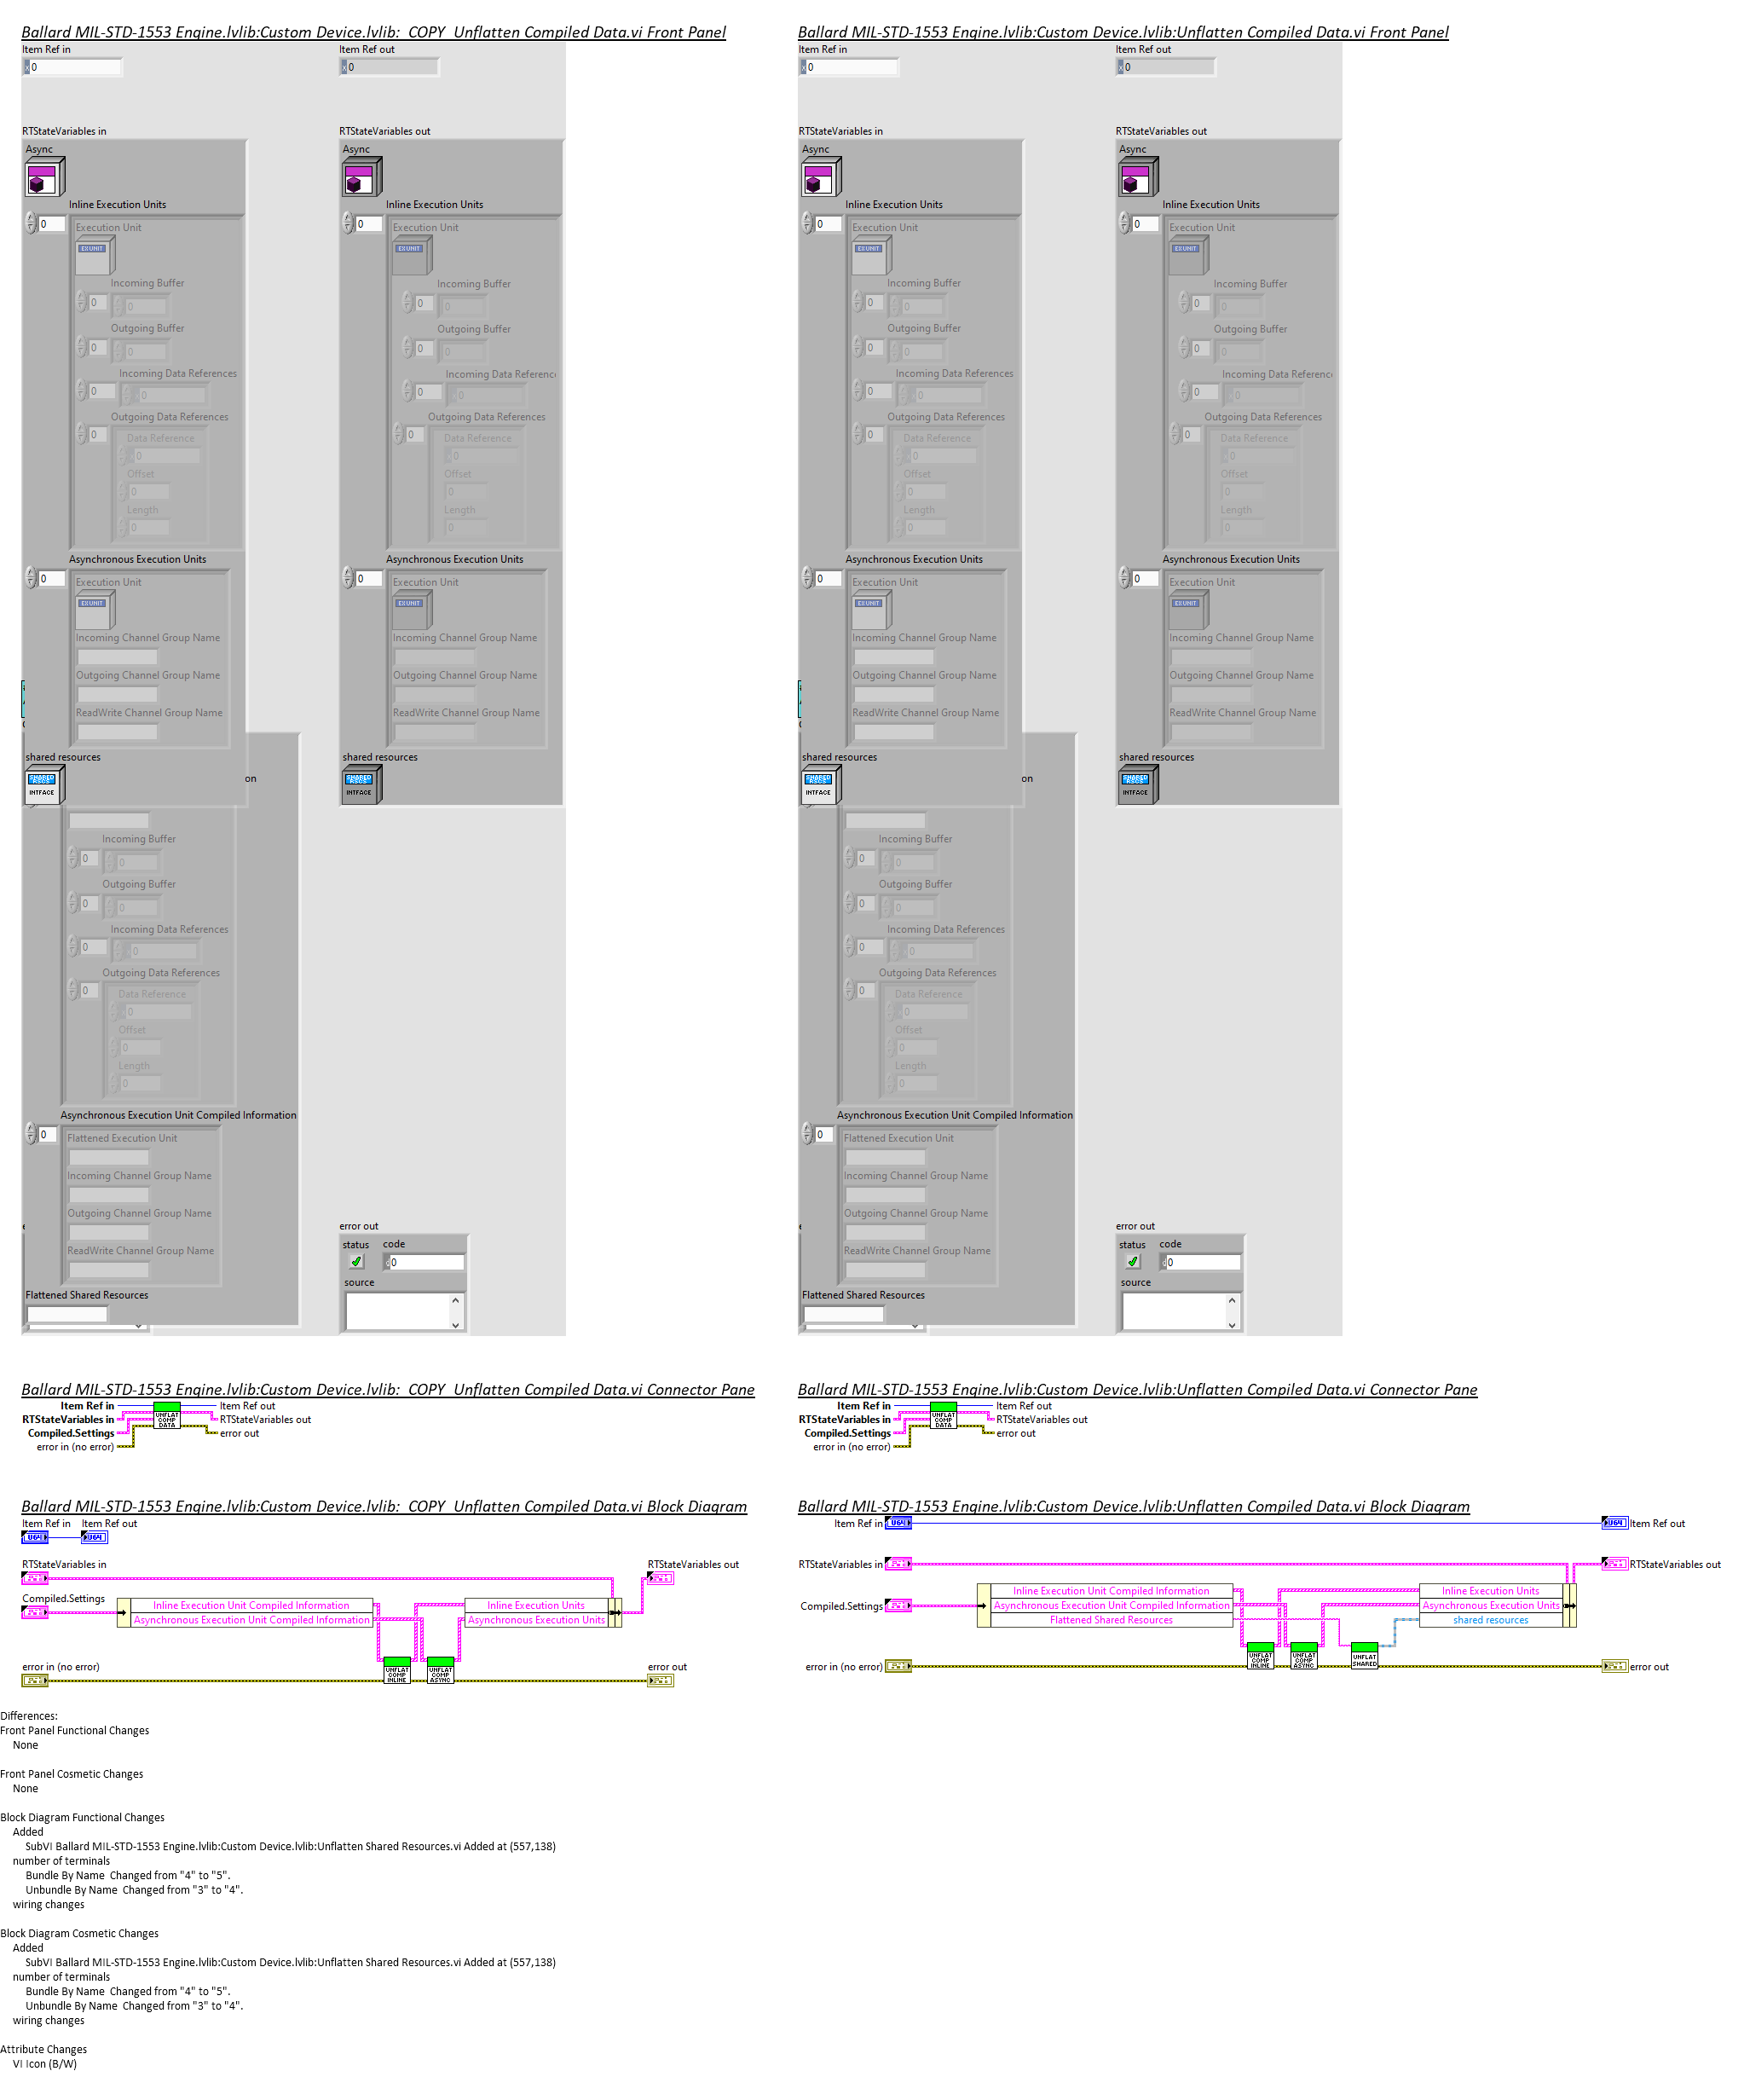 Ballard MIL-STD-1553 Engine.lvlib:Custom Device.lvlib:  COPY  Unflatten Compiled Data.vi Front Panel
Item Ref in
Item Ref out
0
0
RTStateVariables in
RTStateVariables out
Async
Async
Inline Execution Units
Inline Execution Units
0
Execution Unit
0
Execution Unit
EX UNIT
EX UNIT
Incoming Buffer
Incoming Buffer
0
0
0
0
Outgoing Buffer
Outgoing Buffer
0
0
0
0
Incoming Data References
Incoming Data Referenc
0
0
0
0
Outgoing Data References
Outgoing Data References
0
Data Reference
0
Data Reference
0
0
Offset
Offset
0
0
Length
Length
0
0
Asynchronous Execution Units
Asynchronous Execution Units
0
Execution Unit
0
Execution Unit
EX UNIT
EX UNIT
Incoming Channel Group Name
Incoming Channel Group Name
Outgoing Channel Group Name
Outgoing Channel Group Name
ReadWrite Channel Group Name
ReadWrite Channel Group Name
shared resources
shared resources
SHARED RSCS
INTFACE
on
SHARED RSCS
INTFACE
Incoming Buffer
0
0
Outgoing Buffer
0
0
Incoming Data References
0
0
Outgoing Data References
0
Data Reference
0
Offset
0
Length
0
Asynchronous Execution Unit Compiled Information
0
Flattened Execution Unit
Incoming Channel Group Name
Outgoing Channel Group Name
ReadWrite Channel Group Name
Flattened Shared Resources
error out
status
code
0
source
Ballard MIL-STD-1553 Engine.lvlib:Custom Device.lvlib:Unflatten Compiled Data.vi Front Panel
Item Ref in
Item Ref out
0
0
RTStateVariables in
RTStateVariables out
Async
Async
Inline Execution Units
Inline Execution Units
0
Execution Unit
0
Execution Unit
EX UNIT
EX UNIT
Incoming Buffer
Incoming Buffer
0
0
0
0
Outgoing Buffer
Outgoing Buffer
0
0
0
0
Incoming Data References
Incoming Data Referenc
0
0
0
0
Outgoing Data References
Outgoing Data References
0
Data Reference
0
Data Reference
0
0
Offset
Offset
0
0
Length
Length
0
0
Asynchronous Execution Units
Asynchronous Execution Units
0
Execution Unit
0
Execution Unit
EX UNIT
EX UNIT
Incoming Channel Group Name
Incoming Channel Group Name
Outgoing Channel Group Name
Outgoing Channel Group Name
ReadWrite Channel Group Name
ReadWrite Channel Group Name
shared resources
shared resources
SHARED RSCS
INTFACE
on
SHARED RSCS
INTFACE
Incoming Buffer
0
0
Outgoing Buffer
0
0
Incoming Data References
0
0
Outgoing Data References
0
Data Reference
0
Offset
0
Length
0
Asynchronous Execution Unit Compiled Information
0
Flattened Execution Unit
Incoming Channel Group Name
Outgoing Channel Group Name
ReadWrite Channel Group Name
Flattened Shared Resources
error out
status
code
0
source
Ballard MIL-STD-1553 Engine.lvlib:Custom Device.lvlib:  COPY  Unflatten Compiled Data.vi Connector Pane
Item Ref in
Item Ref out
RTStateVariables in
RTStateVariables out
Compiled.Settings
error out
error in (no error)
UNFLAT
COMP
DATA
Ballard MIL-STD-1553 Engine.lvlib:Custom Device.lvlib:Unflatten Compiled Data.vi Connector Pane
Item Ref in
Item Ref out
RTStateVariables in
RTStateVariables out
Compiled.Settings
error out
error in (no error)
UNFLAT
COMP
DATA
Ballard MIL-STD-1553 Engine.lvlib:Custom Device.lvlib:  COPY  Unflatten Compiled Data.vi Block Diagram
Item Ref in
Item Ref out
U64
U64
RTStateVariables in
RTStateVariables out
Compiled.Settings
Inline Execution Unit Compiled Information
Inline Execution Units
Asynchronous Execution Unit Compiled Information
Asynchronous Execution Units
error in (no error)
error out
UNFLAT
COMP
INLINE
UNFLAT
COMP
ASYNC
Ballard MIL-STD-1553 Engine.lvlib:Custom Device.lvlib:Unflatten Compiled Data.vi Block Diagram
Item Ref in
U64
U64
Item Ref out
RTStateVariables in
RTStateVariables out
Inline Execution Unit Compiled Information
Inline Execution Units
Compiled.Settings
Asynchronous Execution Unit Compiled Information
Asynchronous Execution Units
Flattened Shared Resources
shared resources
error in (no error)
UNFLAT
COMP
INLINE
UNFLAT
COMP
ASYNC
UNFLAT
SHARED
error out
Differences:
Front Panel Functional Changes
None
Front Panel Cosmetic Changes
None
Block Diagram Functional Changes
Added
SubVI Ballard MIL-STD-1553 Engine.lvlib:Custom Device.lvlib:Unflatten Shared Resources.vi Added at (557,138)
number of terminals
Bundle By Name  Changed from "4" to "5".
Unbundle By Name  Changed from "3" to "4".
wiring changes
Block Diagram Cosmetic Changes
Added
SubVI Ballard MIL-STD-1553 Engine.lvlib:Custom Device.lvlib:Unflatten Shared Resources.vi Added at (557,138)
number of terminals
Bundle By Name  Changed from "4" to "5".
Unbundle By Name  Changed from "3" to "4".
wiring changes
Attribute Changes
VI Icon (B/W)